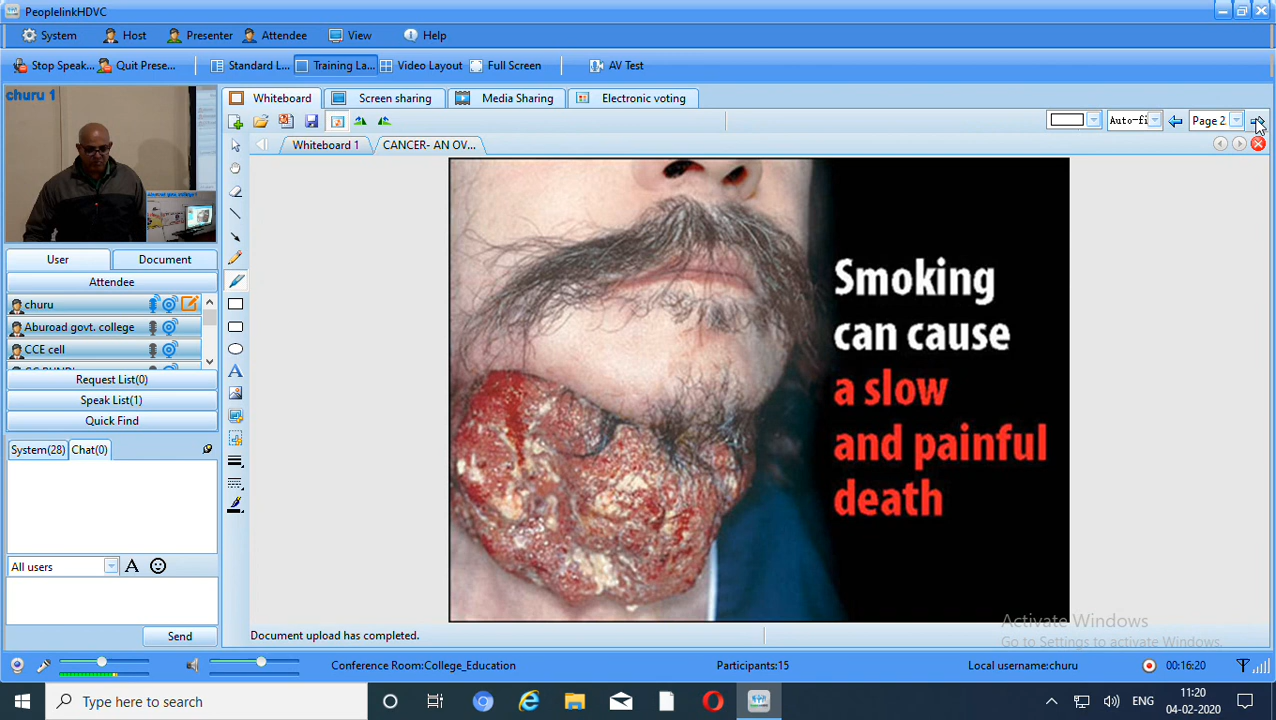 PeoplelinkHDVC
System Host Presenter Attendee View Help
Stop Speak... Quit Prese... Standard L... Training La... Video Layout Full Screen AV Test
churu 1
Whiteboard Screen sharing Media Sharing Electronic voting
Auto-fi Page 2
Whiteboard 1 CANCER- AN OV...
User Document
Attendee
churu
Aburoad govt. college
CCE cell
Request List(0)
Speak List(1)
Quick Find
System(28) Chat(0)
All users
Send
Smoking
can cause
a slow
and painful
death
Activate Windows
Go to Settings to activate Windows.
Document upload has completed.
Conference Room:College_Education Participants:15 Local username:churu 00:16:20
Type here to search
ENG
11:20
04-02-2020